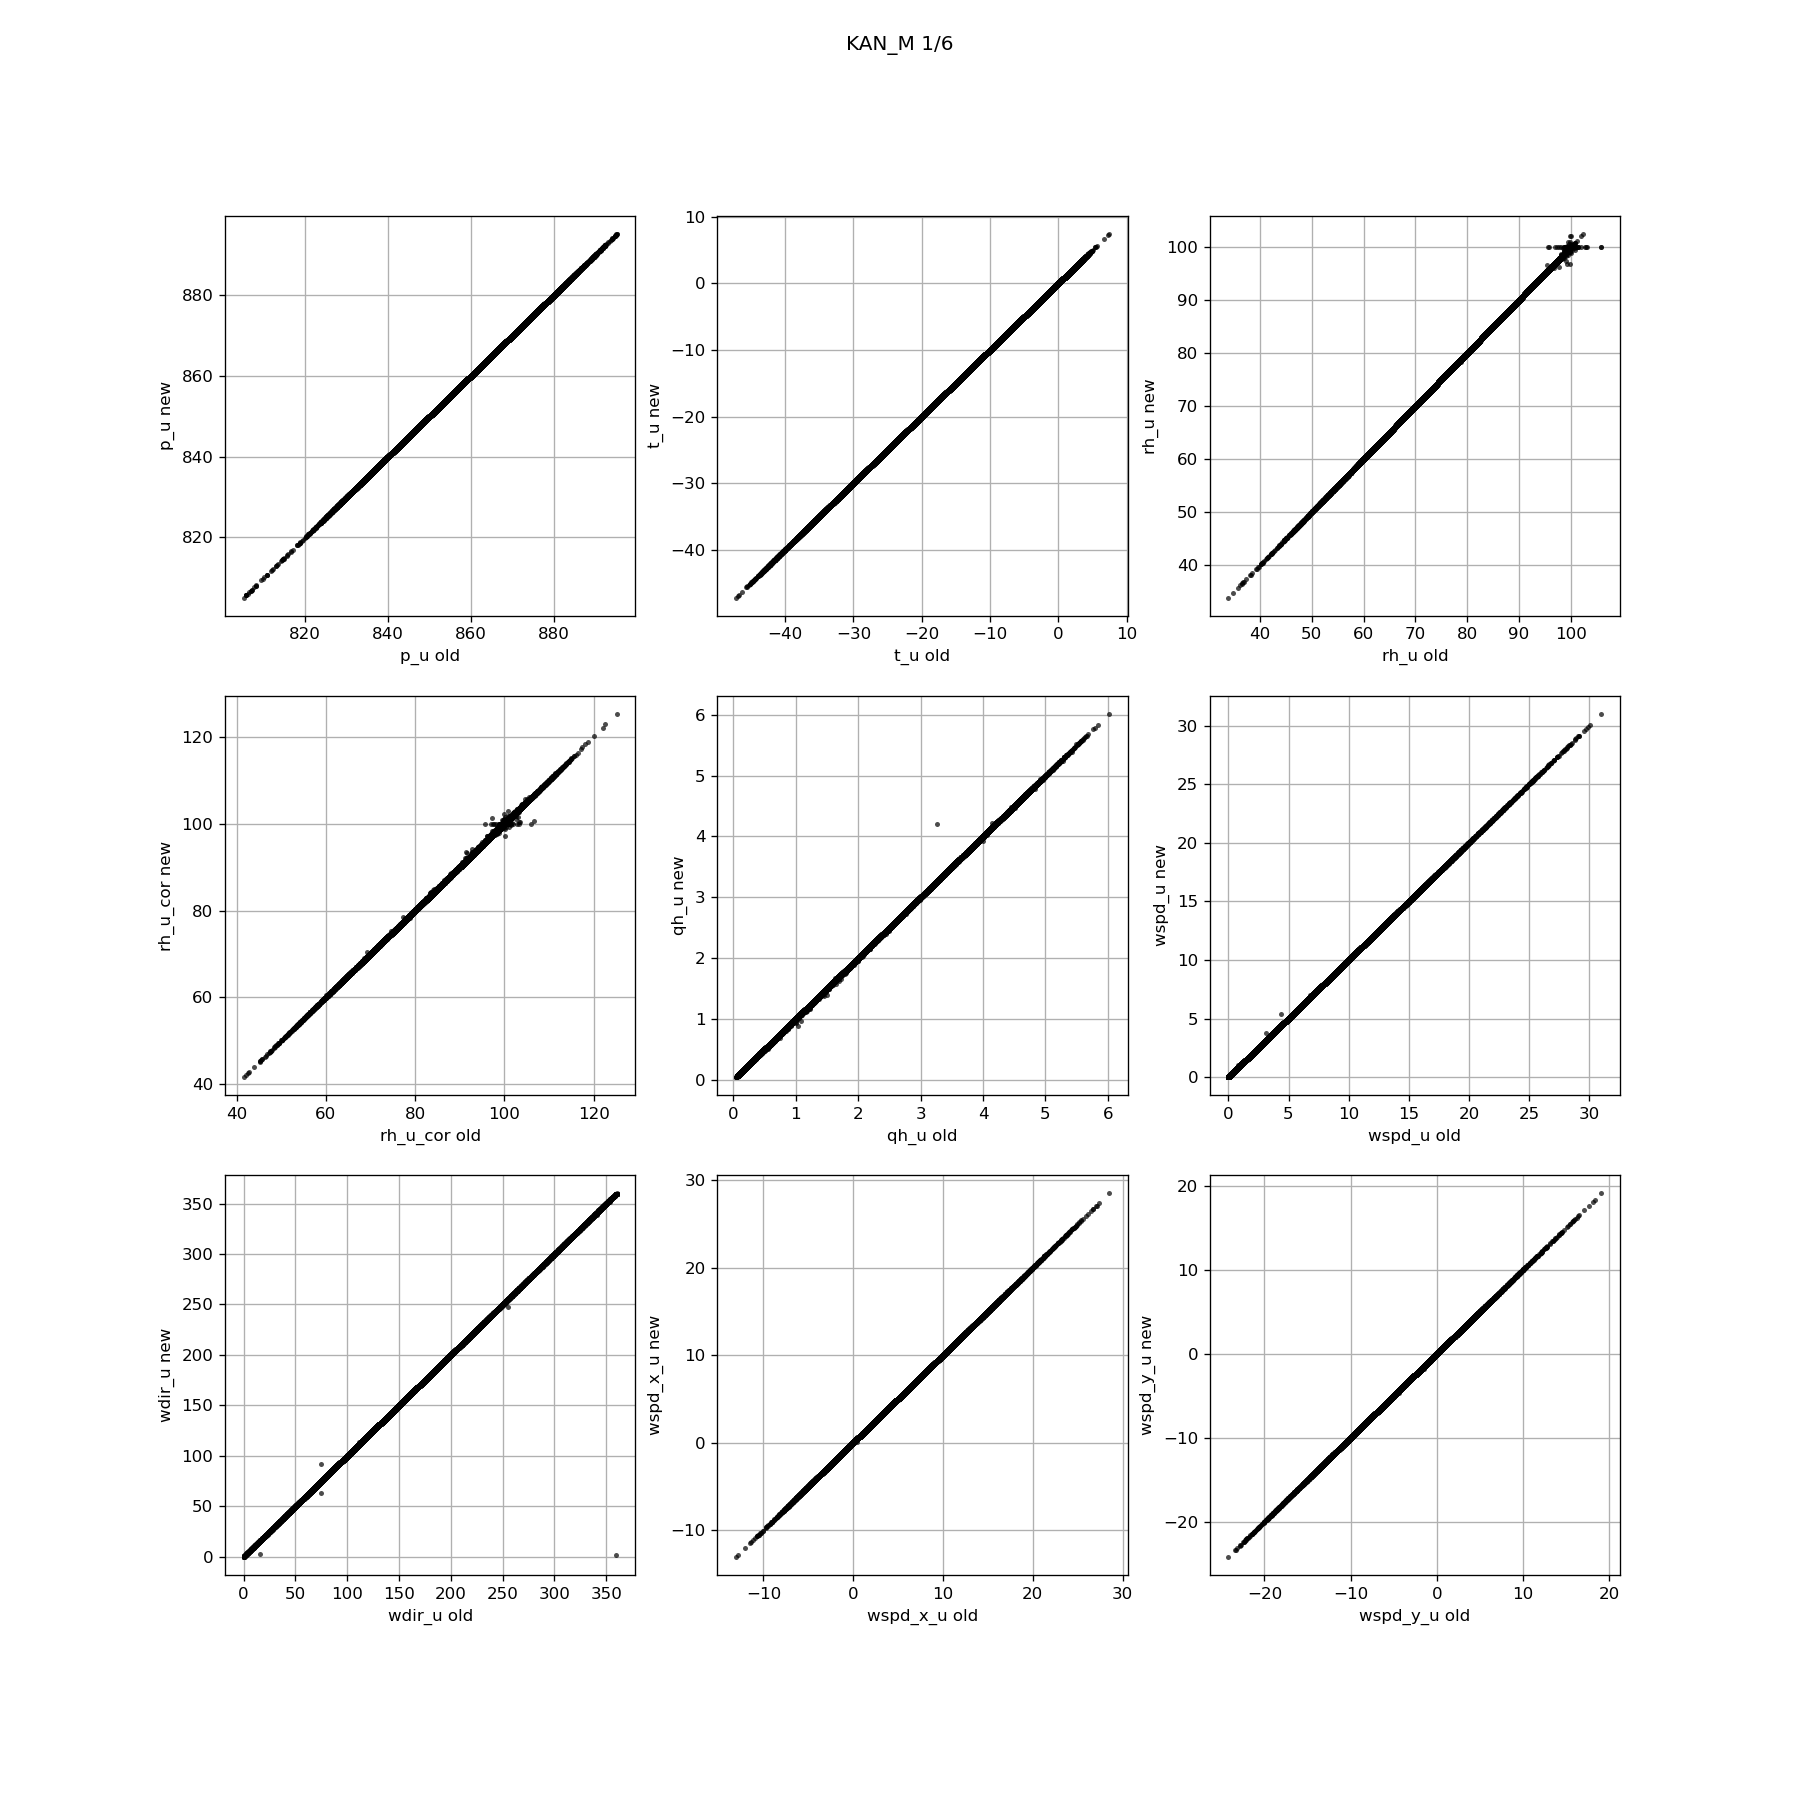 KAN_M 1/6
p_u new
880
860
840
820
820 840 860 880
p_u old
t_u new
10
0
−10
−20
−30
−40
−40 −30 −20 −10 0 10
t_u old
rh_u new
100
90
80
70
60
50
40
40 50 60 70 80 90 100
rh_u old
rh_u_cor new
120
100
80
60
40
40 60 80 100 120
rh_u_cor old
qh_u new
6
5
4
3
2
1
0
0 1 2 3 4 5 6
qh_u old
wspd_u new
30
25
20
15
10
5
0
0 5 10 15 20 25 30
wspd_u old
wdir_u new
350
300
250
200
150
100
50
0
0 50 100 150 200 250 300 350
wdir_u old
wspd_x_u new
30
20
10
0
−10
−10 0 10 20 30
wspd_x_u old
wspd_y_u new
20
10
0
−10
−20
−20 −10 0 10 20
wspd_y_u old